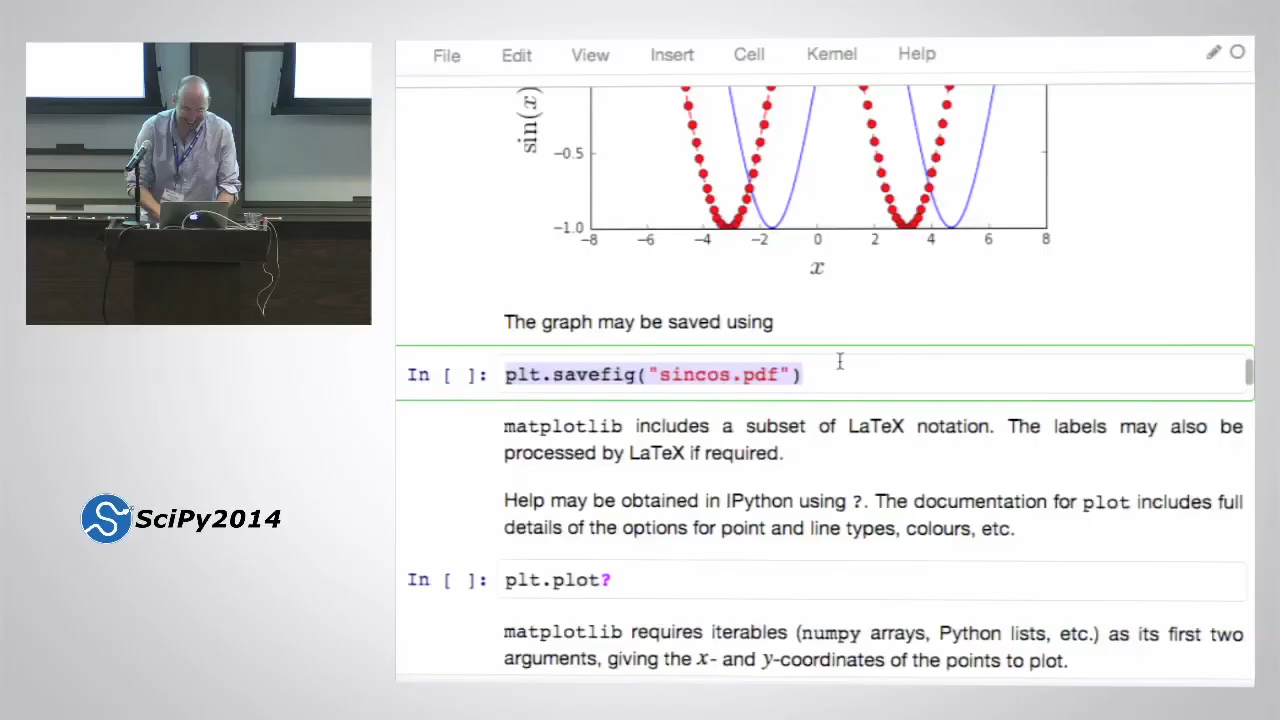 File Edit View Insert Cell Kernel Help
sin(x)
−0.5
−1.0
−8 −6 −4 −2 0 2 4 6 8
x
The graph may be saved using
In [ ]: plt.savefig("sincos.pdf")
matplotlib includes a subset of LaTeX notation. The labels may also be
processed by LaTeX if required.
Help may be obtained in IPython using ?. The documentation for plot includes full
details of the options for point and line types, colours, etc.
In [ ]: plt.plot?
matplotlib requires iterables (numpy arrays, Python lists, etc.) as its first two
arguments, giving the x- and y-coordinates of the points to plot.
SciPy2014